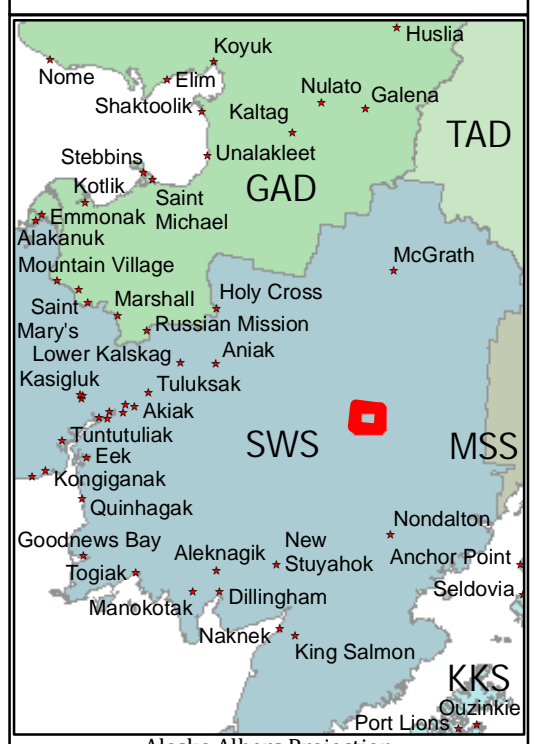 Huslia
Koyuk
Nome
Elim
Nulato
Galena
Shaktoolik
Kaltag
TAD
Stebbins
Unalakleet
Kotlik
GAD
Saint
Michael
Emmonak
Alakanuk
McGrath
Mountain Village
Holy Cross
Saint
Mary's
Marshall
Russian Mission
Lower Kalskag
Aniak
Kasigluk
Tuluksak
Akiak
Tuntutuliak
SWS
MSS
Eek
Kongiganak
Quinhagak
Nondalton
Goodnews Bay
Aleknagik
New
Stuyahok
Anchor Point
Togiak
Seldovia
Manokotak
Dillingham
Naknek
King Salmon
KKS
Ouzinkie
Port Lions
Alaska Albers Projection